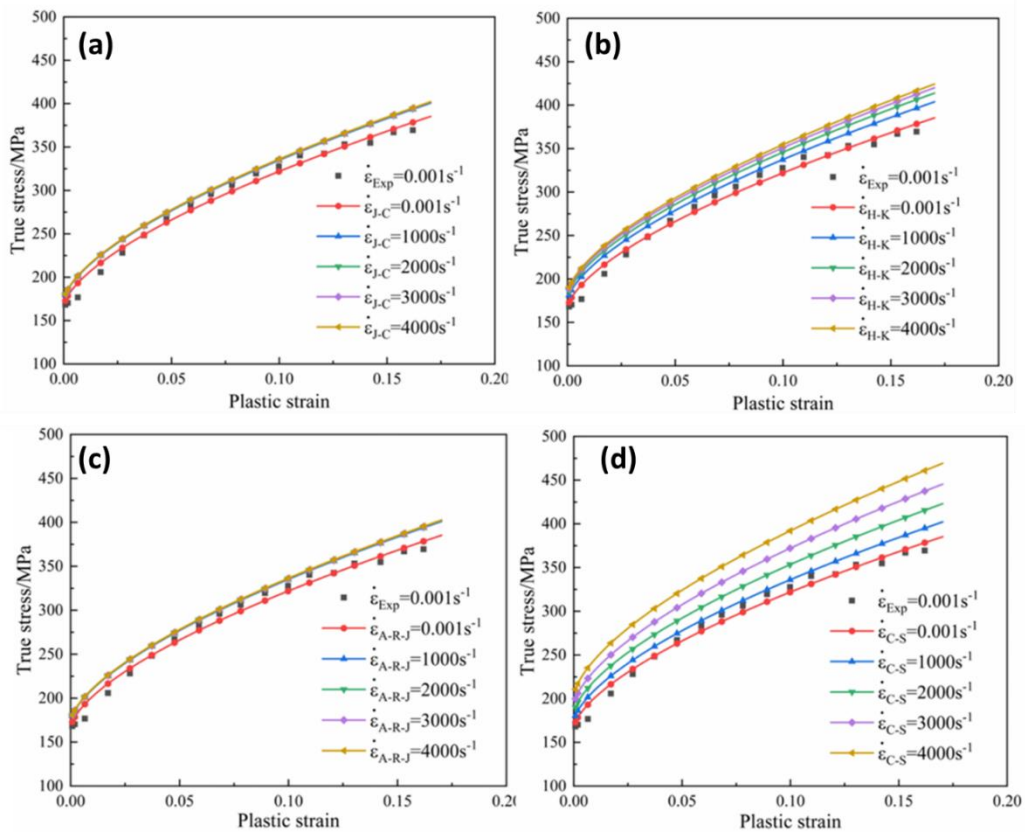 (a)
500
450
400
350
300
250
200
150
100
True stress/MPa
0.00 0.05 0.10 0.15 0.20
Plastic strain
ε̇Exp=0.001s⁻¹
ε̇J-C=0.001s⁻¹
ε̇J-C=1000s⁻¹
ε̇J-C=2000s⁻¹
ε̇J-C=3000s⁻¹
ε̇J-C=4000s⁻¹
(b)
500
450
400
350
300
250
200
150
100
True stress/MPa
0.00 0.05 0.10 0.15 0.20
Plastic strain
ε̇Exp=0.001s⁻¹
ε̇H-K=0.001s⁻¹
ε̇H-K=1000s⁻¹
ε̇H-K=2000s⁻¹
ε̇H-K=3000s⁻¹
ε̇H-K=4000s⁻¹
(c)
500
450
400
350
300
250
200
150
100
True stress/MPa
0.00 0.05 0.10 0.15 0.20
Plastic strain
ε̇Exp=0.001s⁻¹
ε̇A-R-J=0.001s⁻¹
ε̇A-R-J=1000s⁻¹
ε̇A-R-J=2000s⁻¹
ε̇A-R-J=3000s⁻¹
ε̇A-R-J=4000s⁻¹
(d)
500
450
400
350
300
250
200
150
100
True stress/MPa
0.00 0.05 0.10 0.15 0.20
Plastic strain
ε̇Exp=0.001s⁻¹
ε̇C-S=0.001s⁻¹
ε̇C-S=1000s⁻¹
ε̇C-S=2000s⁻¹
ε̇C-S=3000s⁻¹
ε̇C-S=4000s⁻¹